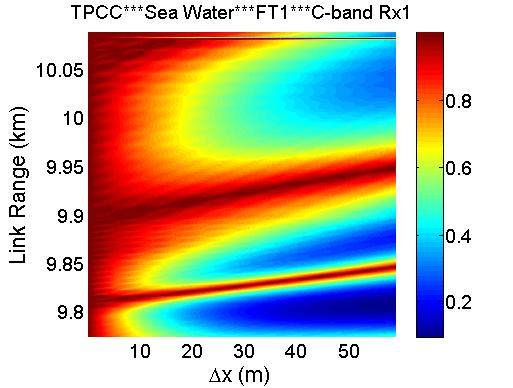 TPCC***Sea Water***FT1***C-band Rx1
Link Range (km)
10.05
10
9.95
9.9
9.85
9.8
10 20 30 40 50
Δx (m)
0.8
0.6
0.4
0.2